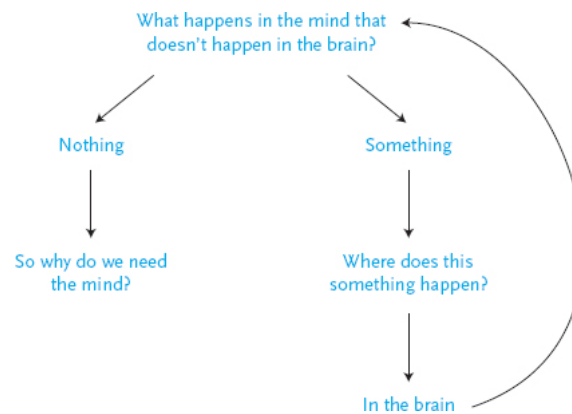 What happens in the mind that
doesn't happen in the brain?
Nothing
Something
So why do we need
the mind?
Where does this
something happen?
In the brain